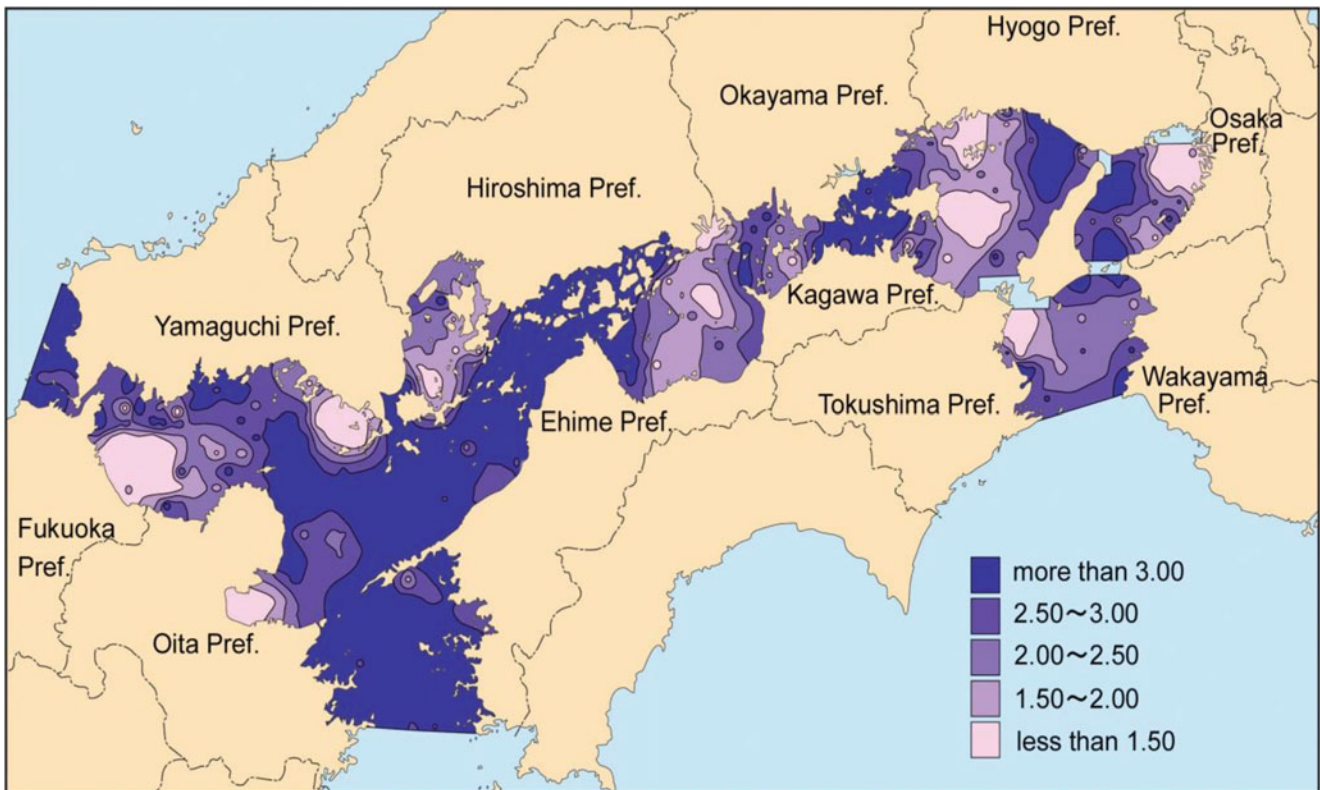 Hyogo Pref.
Okayama Pref.
Osaka
Pref.
Hiroshima Pref.
Kagawa Pref.
Yamaguchi Pref.
Wakayama
Pref.
Tokushima Pref.
Ehime Pref.
Fukuoka
Pref.
Oita Pref.
more than 3.00
2.50～3.00
2.00～2.50
1.50～2.00
less than 1.50